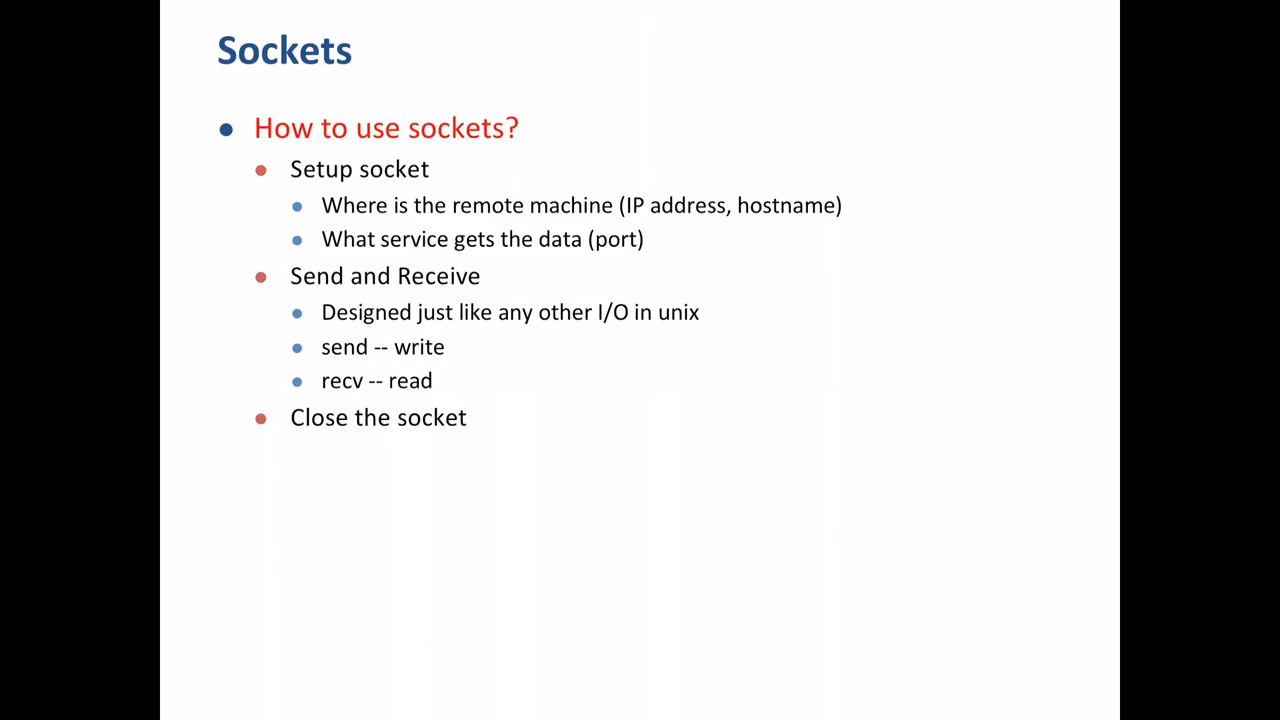 Sockets
How to use sockets?
Setup socket
Where is the remote machine (IP address, hostname)
What service gets the data (port)
Send and Receive
Designed just like any other I/O in unix
send -- write
recv -- read
Close the socket